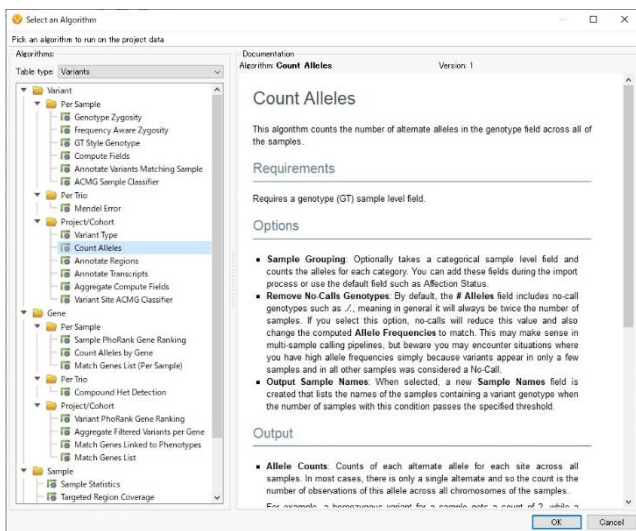 Select an Algorithm
Pick an algorithm to run on the project data
Algorithms:
Table type: Variants
Variant
Per Sample
Genotype Zygosity
Frequency Aware Zygosity
GT Style Genotype
Compute Fields
Annotate Variants Matching Sample
ACMG Sample Classifier
Per Trio
Mendel Error
Project/Cohort
Variant Type
Count Alleles
Annotate Regions
Annotate Transcripts
Aggregate Compute Fields
Variant Site ACMG Classifier
Gene
Per Sample
Sample PhoRank Gene Ranking
Count Alleles by Gene
Match Genes List (Per Sample)
Per Trio
Compound Het Detection
Project/Cohort
Variant PhoRank Gene Ranking
Aggregate Filtered Variants per Gene
Match Genes Linked to Phenotypes
Match Genes List
Sample
Sample Statistics
Targeted Region Coverage
Documentation
Algorithm: Count Alleles Version: 1
Count Alleles
This algorithm counts the number of alternate alleles in the genotype field across all of
the samples.
Requirements
Requires a genotype (GT) sample level field.
Options
Sample Grouping: Optionally takes a categorical sample level field and
counts the alleles for each category. You can add these fields during the import
process or use the default field such as Affection Status.
Remove No-Calls Genotypes: By default, the # Alleles field includes no-call
genotypes such as ./., meaning in general it will always be twice the number of
samples. If you select this option, no-calls will reduce this value and also
change the computed Allele Frequencies to match. This may make sense in
multi-sample calling pipelines, but beware you may encounter situations where
you have high allele frequencies simply because variants appear in only a few
samples and in all other samples was considered a No-Call.
Output Sample Names: When selected, a new Sample Names field is
created that lists the names of the samples containing a variant genotype when
the number of samples with this condition passes the specified threshold.
Output
Allele Counts: Counts of each alternate allele for each site across all
samples. In most cases, there is only a single alternate and so the count is the
number of observations of this allele across all chromosomes of the samples.
For example, a homozygous variant for a sample gets a count of 2, while a
OK Cancel